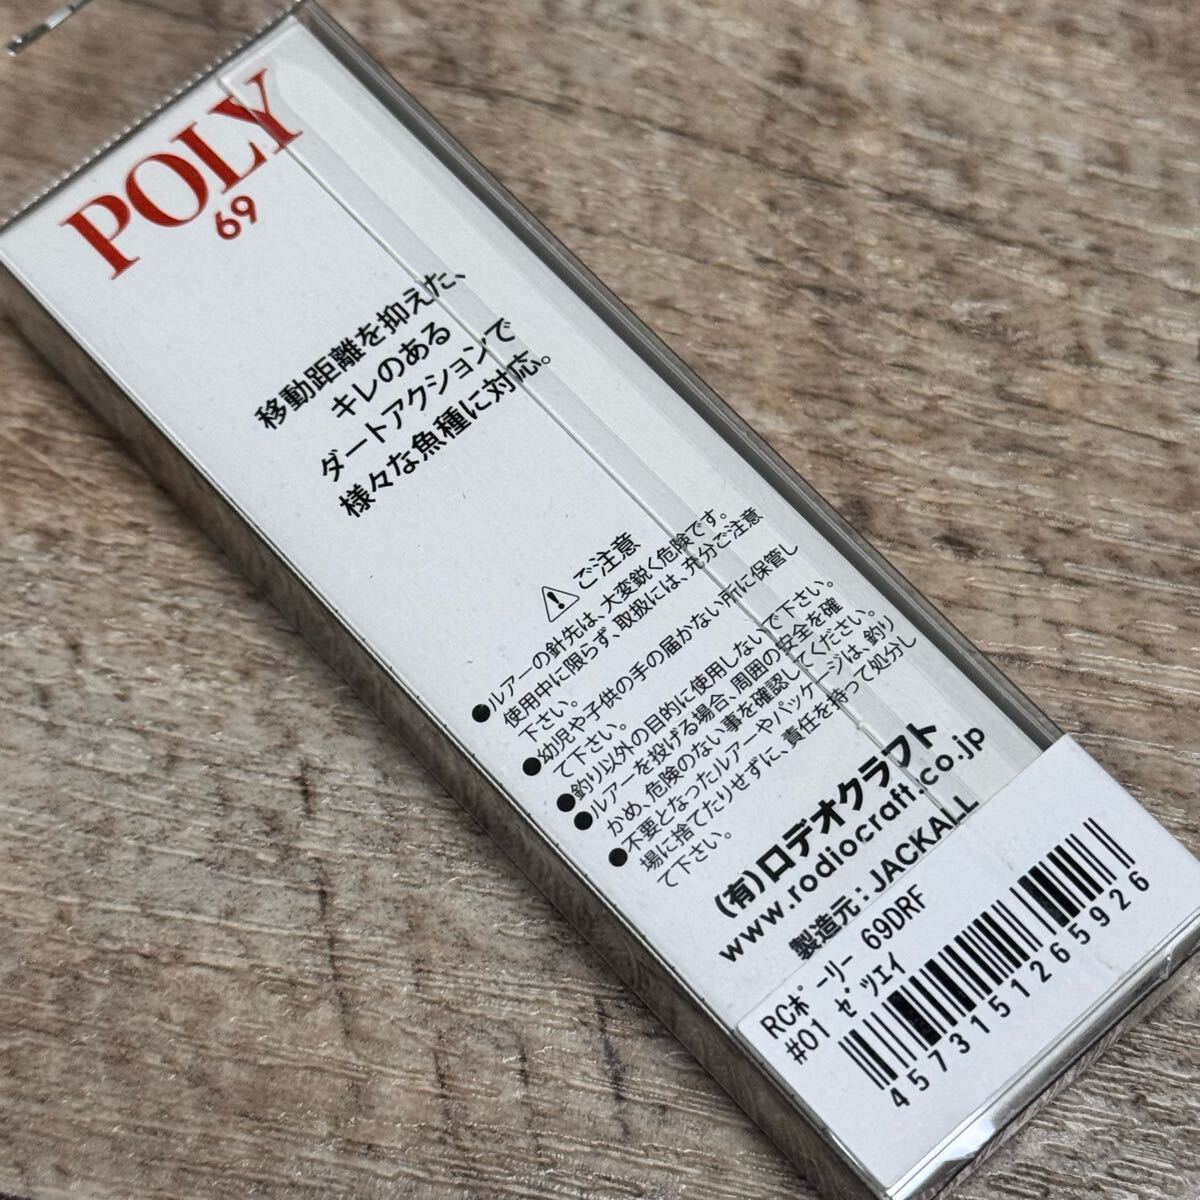 POLY
69
移動距離を抑えた、
キレのある
ダートアクションで
様々な魚種に対応。
⚠ご注意
●ルアーの針先は、大変鋭く危険です。
使用中に限らず、取扱には、充分ご注意
下さい。
●幼児や子供の手の届かない所に保管し
て下さい。
●釣り以外の目的に使用しないで下さい。
●ルアーを投げる場合、周囲の安全を確
かめ、危険のない事を確認してください。
●不要となったルアーやパッケージは、釣り
場に捨てたりせずに、責任を持って処分し
て下さい。
(有)ロデオクラフト
www.rodiocraft.co.jp
製造元:JACKALL
RCポーリー 69DRF
#01 ゼツエイ
4573151265926